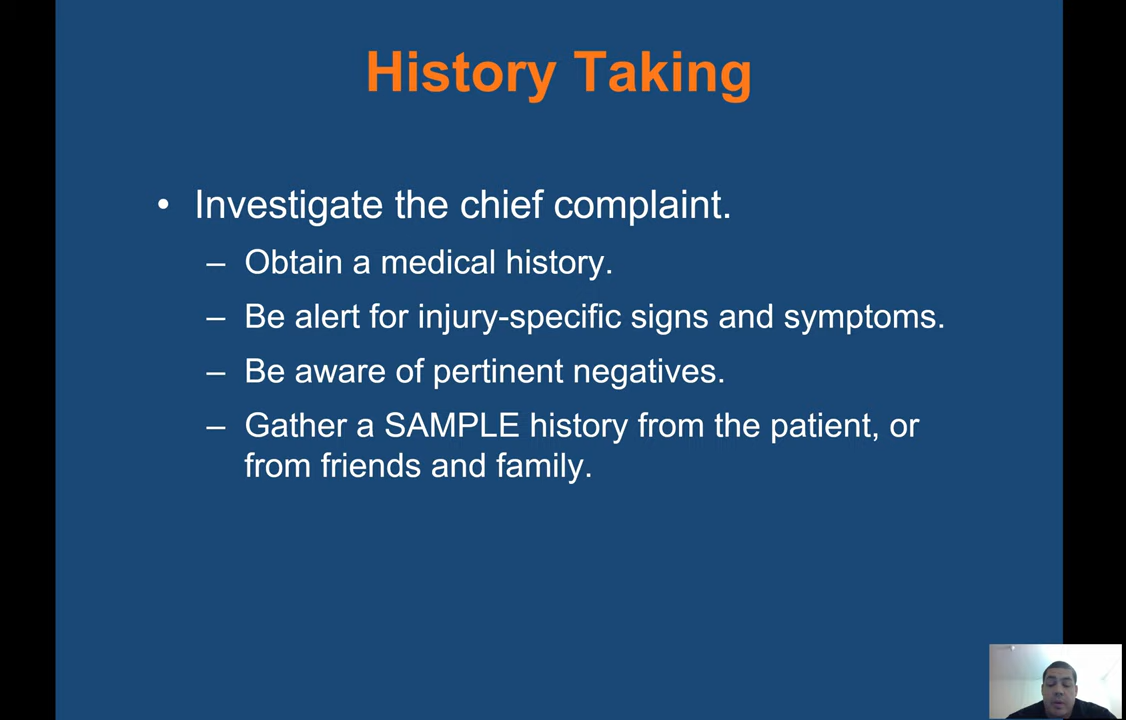 History Taking
• Investigate the chief complaint.
– Obtain a medical history.
– Be alert for injury-specific signs and symptoms.
– Be aware of pertinent negatives.
– Gather a SAMPLE history from the patient, or
from friends and family.